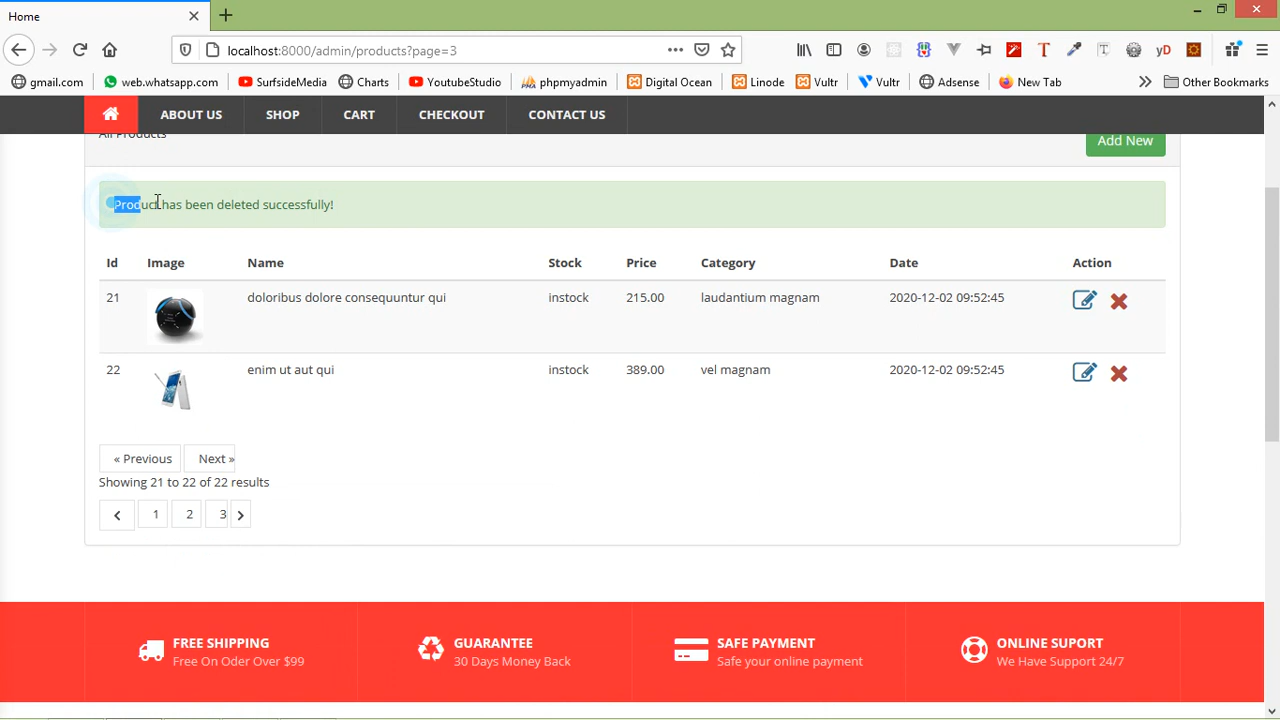 Home
localhost:8000/admin/products?page=3
gmail.com web.whatsapp.com SurfsideMedia Charts YoutubeStudio phpmyadmin Digital Ocean Linode Vultr Vultr Adsense New Tab Other Bookmarks
ABOUT US SHOP CART CHECKOUT CONTACT US
All Products
Add New
Product has been deleted successfully!
Id Image Name Stock Price Category Date Action
21 doloribus dolore consequuntur qui instock 215.00 laudantium magnam 2020-12-02 09:52:45
22 enim ut aut qui instock 389.00 vel magnam 2020-12-02 09:52:45
« Previous Next »
Showing 21 to 22 of 22 results
1 2 3
FREE SHIPPING GUARANTEE SAFE PAYMENT ONLINE SUPORT
Free On Oder Over $99 30 Days Money Back Safe your online payment We Have Support 24/7